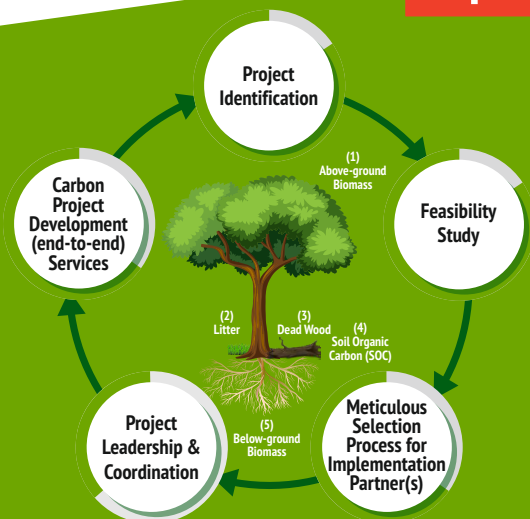 Project
Identification
(1)
Above-ground
Biomass
Carbon
Project
Development
(end-to-end)
Services
Feasibility
Study
(2)
Litter
(3)
Dead Wood
(4)
Soil Organic
Carbon (SOC)
(5)
Below-ground
Biomass
Project
Leadership &
Coordination
Meticulous
Selection
Process for
Implementation
Partner(s)